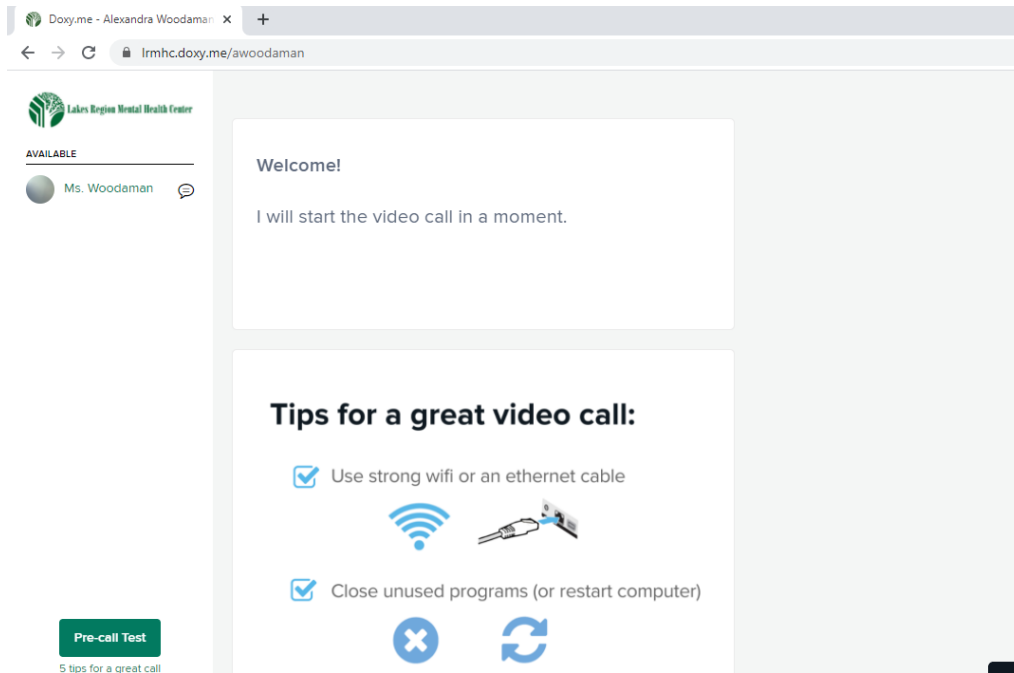 Doxy.me - Alexandra Woodaman
lrmhc.doxy.me/awoodaman
Lakes Region Mental Health Center
AVAILABLE
Ms. Woodaman
Welcome!
I will start the video call in a moment.
Tips for a great video call:
Use strong wifi or an ethernet cable
Close unused programs (or restart computer)
Pre-call Test
5 tips for a great call